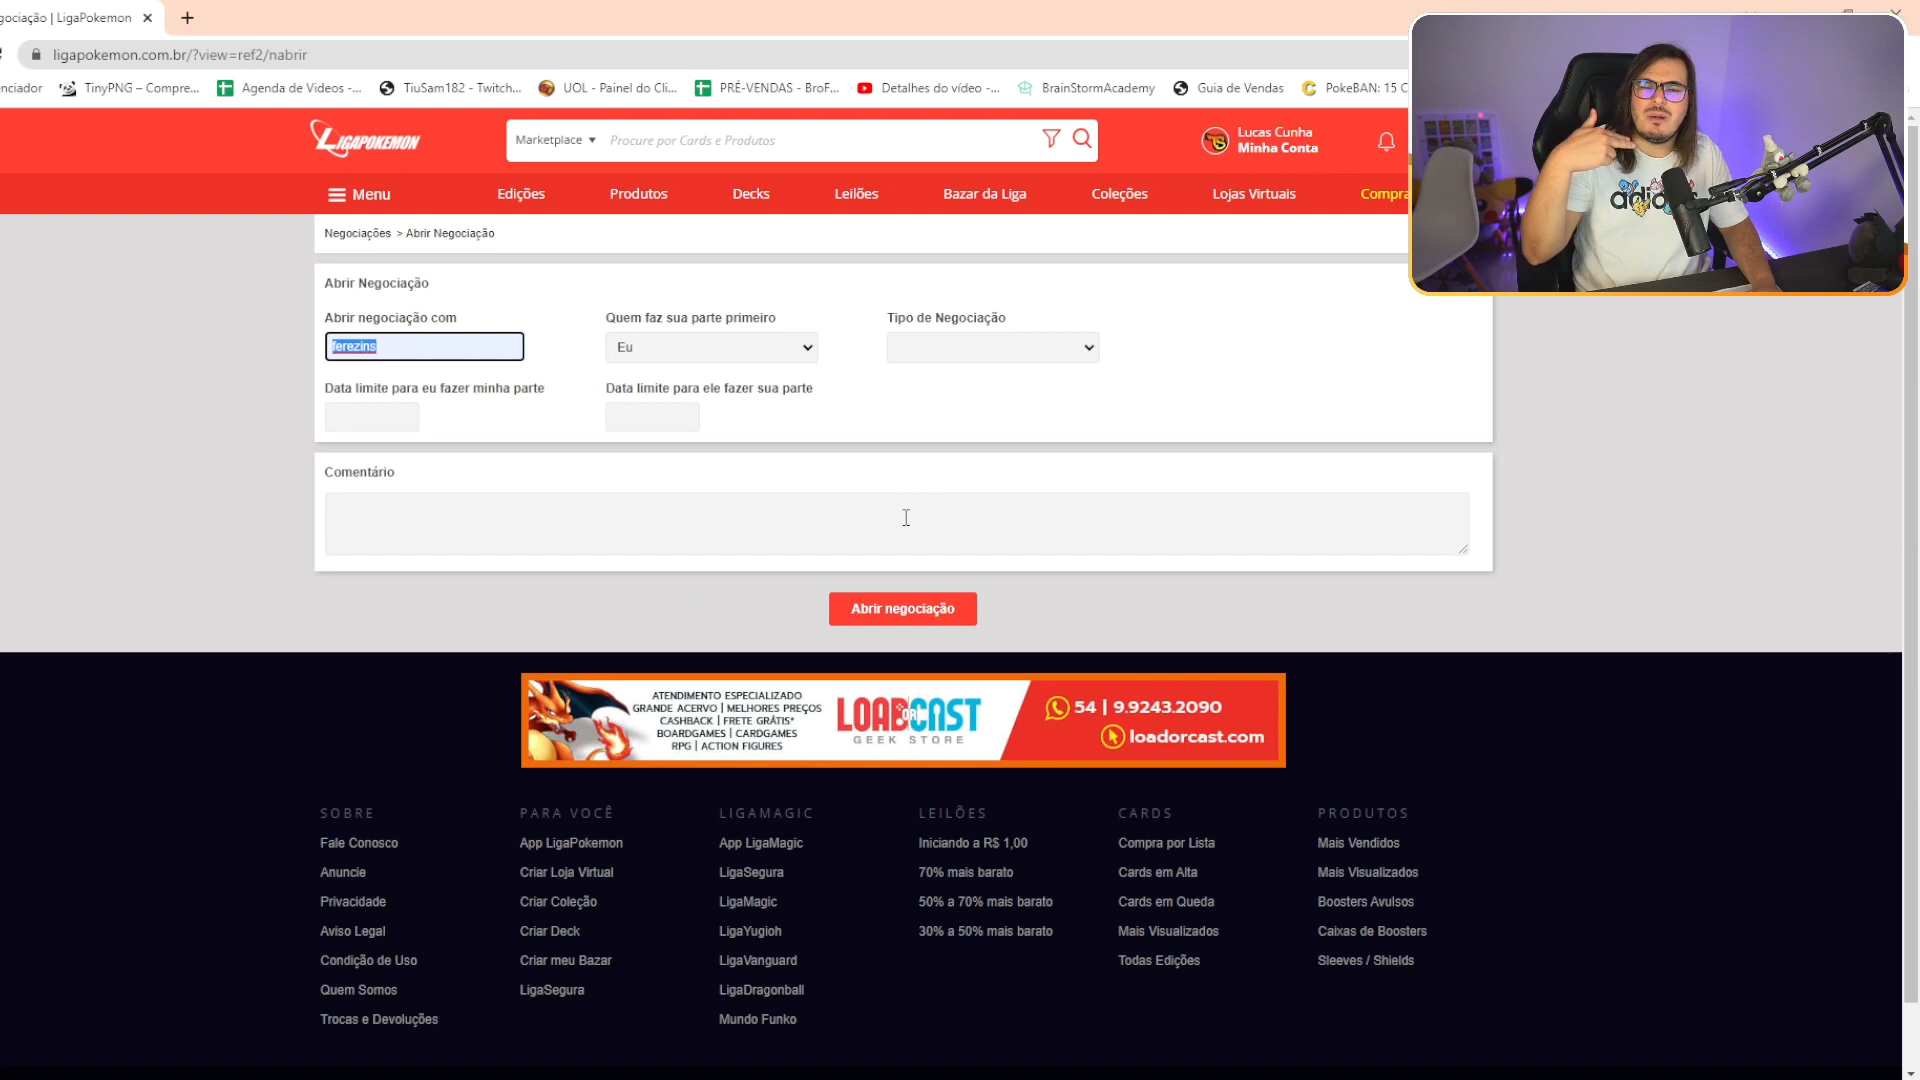 gociação | LigaPokemon
ligapokemon.com.br/?view=ref2/nabrir
enciador TinyPNG – Compre... Agenda de Videos -... TiuSam182 - Twitch... UOL - Painel do Cli... PRÉ-VENDAS - BroF... Detalhes do vídeo -... BrainStormAcademy Guia de Vendas PokeBAN: 15 C
LIGAPOKEMON
Marketplace Procure por Cards e Produtos
Lucas Cunha
Minha Conta
Menu Edições Produtos Decks Leilões Bazar da Liga Coleções Lojas Virtuais Compra
Negociações > Abrir Negociação
Abrir Negociação
Abrir negociação com Quem faz sua parte primeiro Tipo de Negociação
ferezins Eu
Data limite para eu fazer minha parte Data limite para ele fazer sua parte
Comentário
Abrir negociação
ATENDIMENTO ESPECIALIZADO
GRANDE ACERVO | MELHORES PREÇOS
CASHBACK | FRETE GRÁTIS*
BOARDGAMES | CARDGAMES
RPG | ACTION FIGURES
LOAD OR CAST
GEEK STORE
54 | 9.9243.2090
loadorcast.com
SOBRE PARA VOCÊ LIGAMAGIC LEILÕES CARDS PRODUTOS
Fale Conosco App LigaPokemon App LigaMagic Iniciando a R$ 1,00 Compra por Lista Mais Vendidos
Anuncie Criar Loja Virtual LigaSegura 70% mais barato Cards em Alta Mais Visualizados
Privacidade Criar Coleção LigaMagic 50% a 70% mais barato Cards em Queda Boosters Avulsos
Aviso Legal Criar Deck LigaYugioh 30% a 50% mais barato Mais Visualizados Caixas de Boosters
Condição de Uso Criar meu Bazar LigaVanguard Todas Edições Sleeves / Shields
Quem Somos LigaSegura LigaDragonball
Trocas e Devoluções Mundo Funko